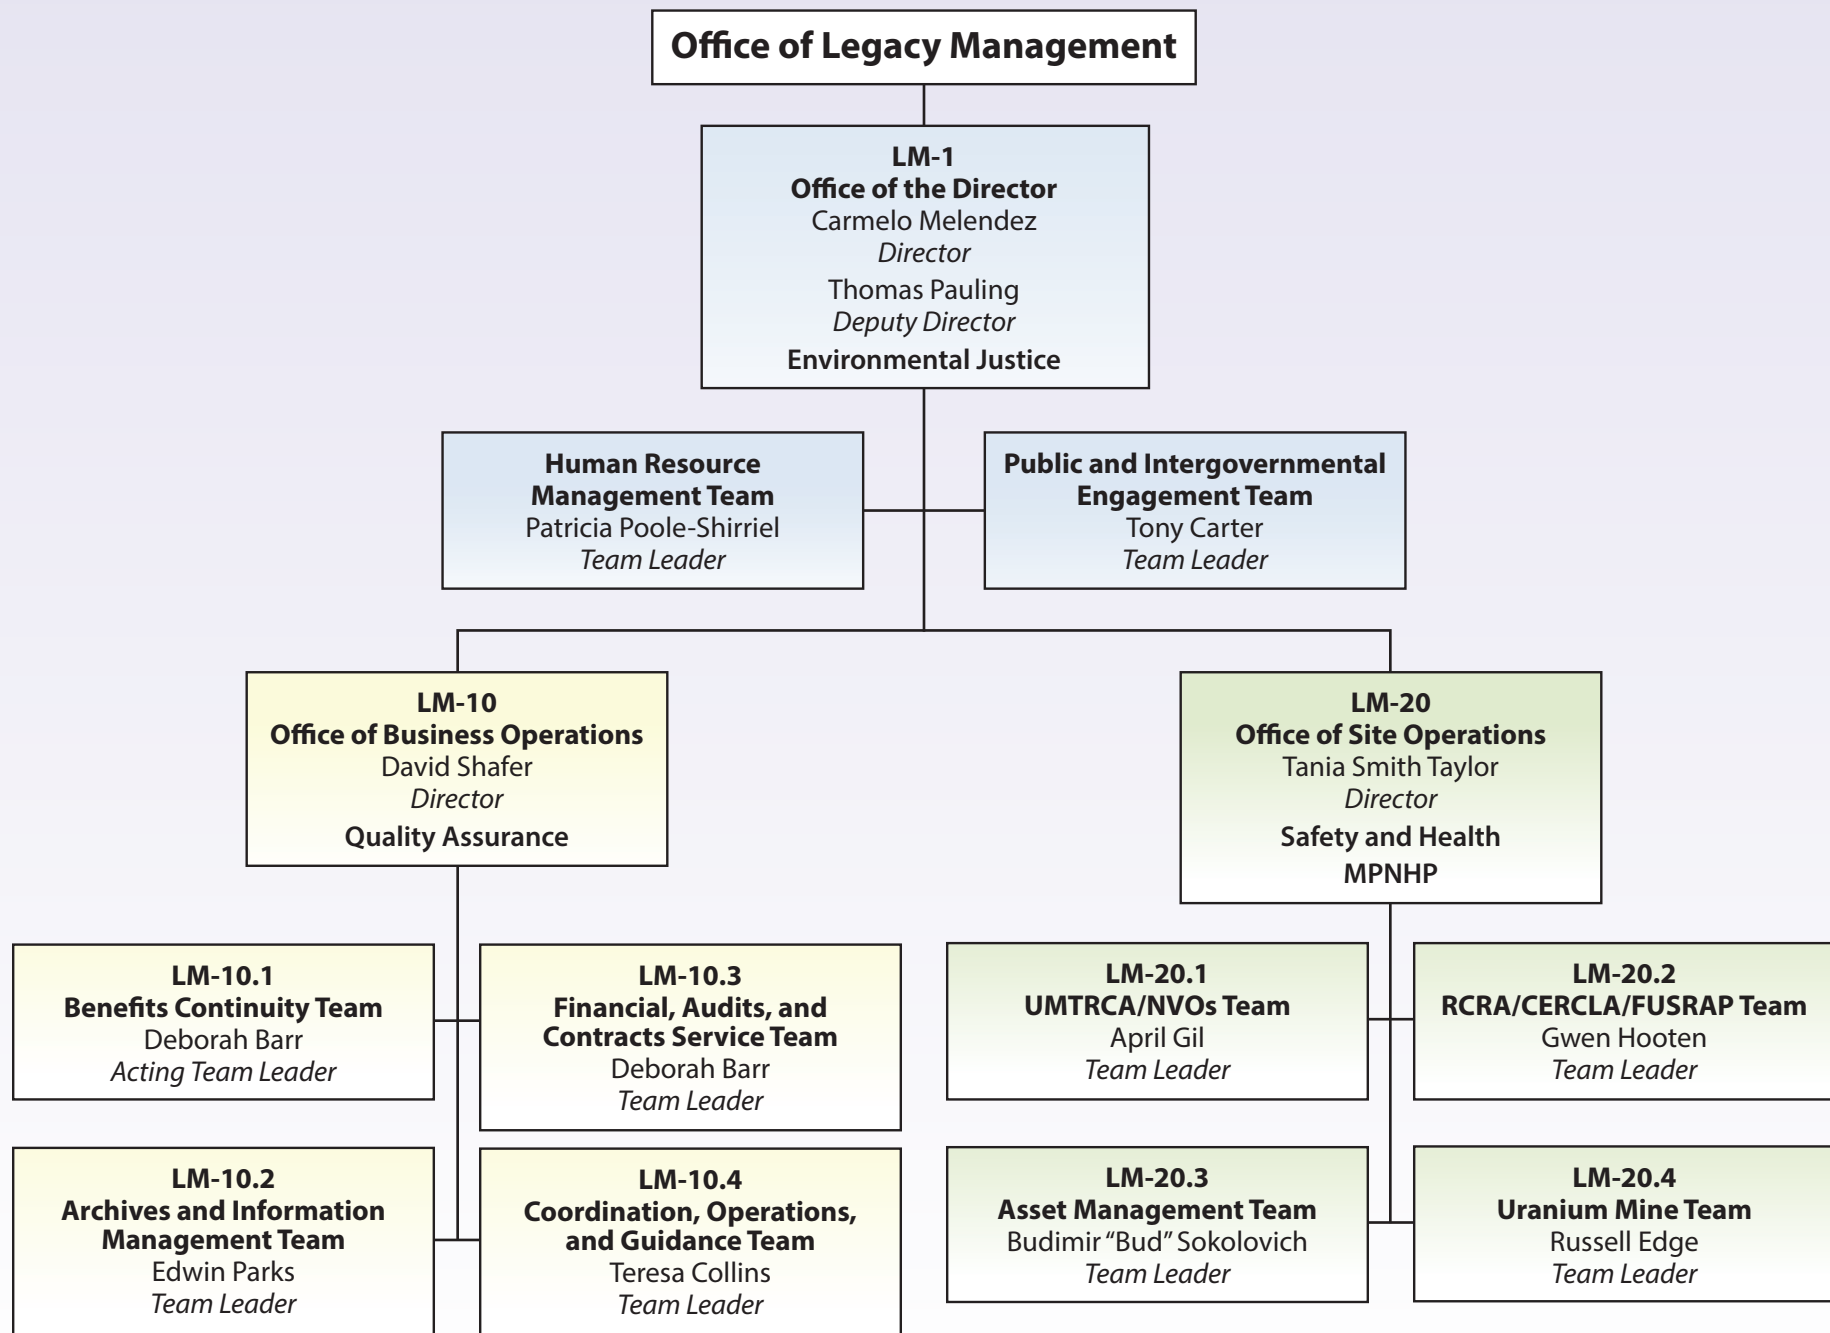 Office of Legacy Management
LM-1
Office of the Director
Carmelo Melendez
Director
Thomas Pauling
Deputy Director
Environmental Justice
Human Resource
Management Team
Patricia Poole-Shirriel
Team Leader
Public and Intergovernmental
Engagement Team
Tony Carter
Team Leader
LM-10
Office of Business Operations
David Shafer
Director
Quality Assurance
LM-20
Office of Site Operations
Tania Smith Taylor
Director
Safety and Health
MPNHP
LM-10.1
Benefits Continuity Team
Deborah Barr
Acting Team Leader
LM-10.3
Financial, Audits, and
Contracts Service Team
Deborah Barr
Team Leader
LM-20.1
UMTRCA/NVOs Team
April Gil
Team Leader
LM-20.2
RCRA/CERCLA/FUSRAP Team
Gwen Hooten
Team Leader
LM-10.2
Archives and Information
Management Team
Edwin Parks
Team Leader
LM-10.4
Coordination, Operations,
and Guidance Team
Teresa Collins
Team Leader
LM-20.3
Asset Management Team
Budimir “Bud” Sokolovich
Team Leader
LM-20.4
Uranium Mine Team
Russell Edge
Team Leader